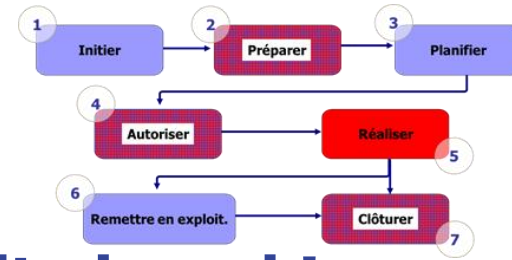 1
Initier
2
Préparer
3
Planifier
4
Autoriser
Réaliser
5
6
Remettre en exploit.
Clôturer
7